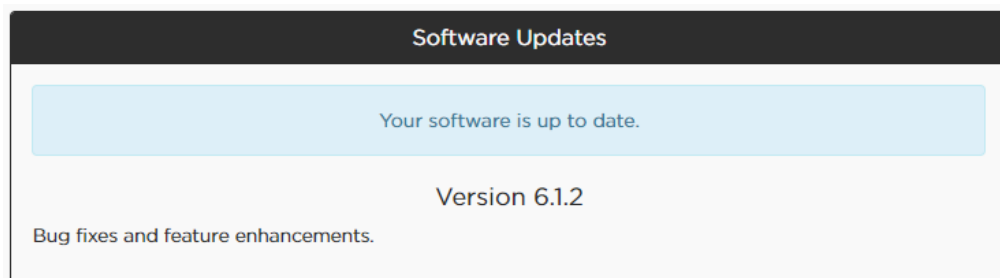 Software Updates
Your software is up to date.
Version 6.1.2
Bug fixes and feature enhancements.